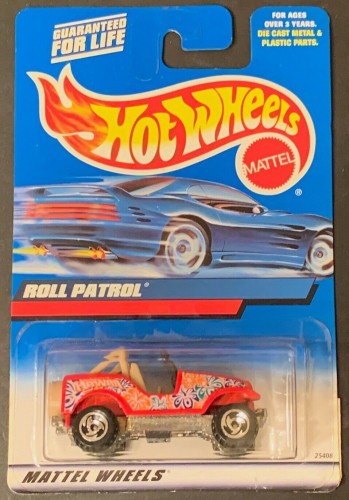 GUARANTEED
FOR LIFE
FOR AGES
OVER 3 YEARS.
DIE CAST METAL &
PLASTIC PARTS.
HOT WHEELS
MATTEL
®
ROLL PATROL®
25406
MATTEL WHEELS